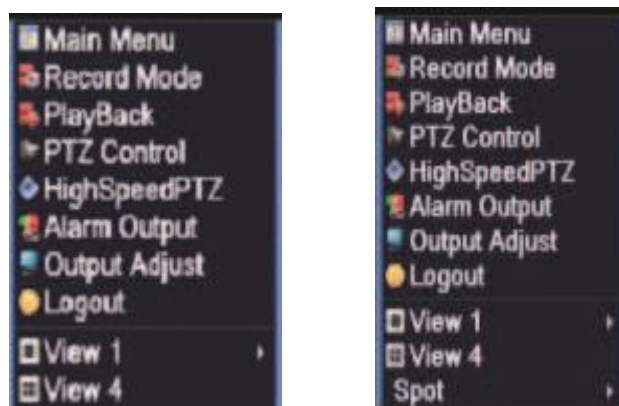 Main Menu
Record Mode
PlayBack
PTZ Control
HighSpeedPTZ
Alarm Output
Output Adjust
Logout
View 1
View 4
Main Menu
Record Mode
PlayBack
PTZ Control
HighSpeedPTZ
Alarm Output
Output Adjust
Logout
View 1
View 4
Spot